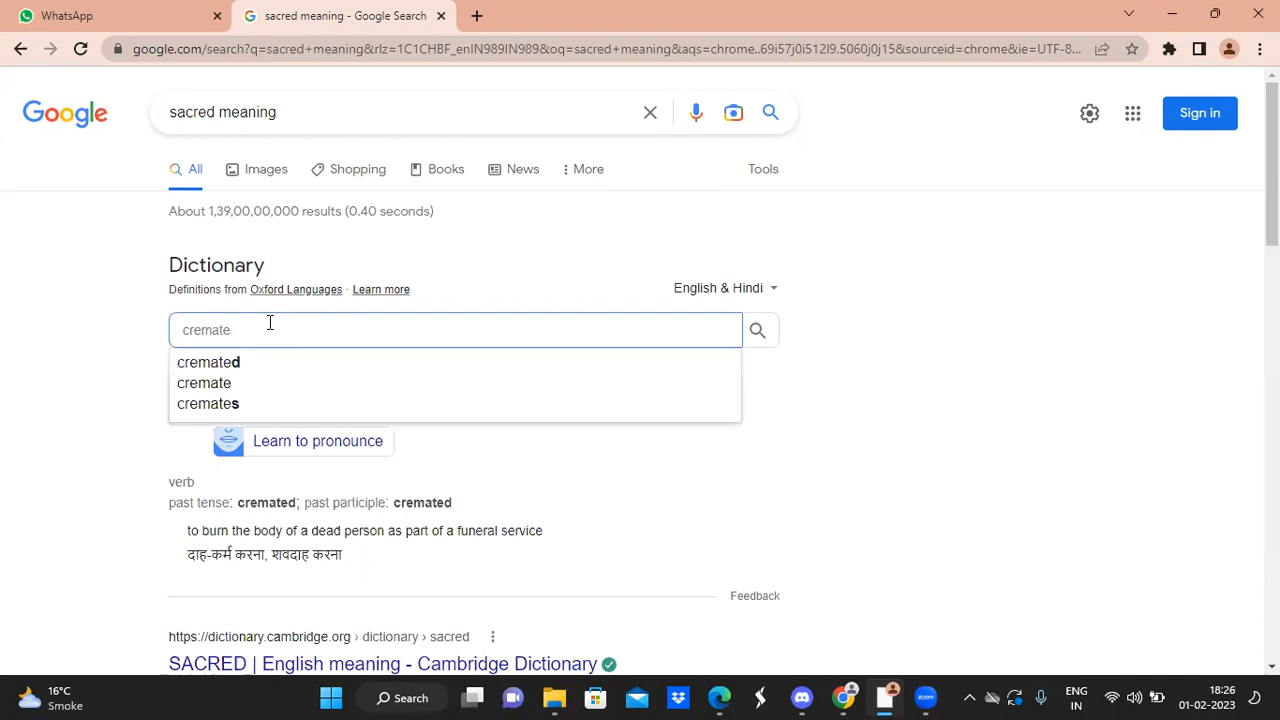 WhatsApp
sacred meaning - Google Search
google.com/search?q=sacred+meaning&rlz=1C1CHBF_enIN989IN989&oq=sacred+meaning&aqs=chrome..69i57j0i512l9.5060j0j15&sourceid=chrome&ie=UTF-8...
Google
sacred meaning
Sign in
All
Images
Shopping
Books
News
More
Tools
About 1,39,00,00,000 results (0.40 seconds)
Dictionary
Definitions from Oxford Languages · Learn more
English & Hindi
cremate
cremated
cremate
cremates
Learn to pronounce
verb
past tense: cremated; past participle: cremated
to burn the body of a dead person as part of a funeral service
दाह-कर्म करना, शवदाह करना
Feedback
https://dictionary.cambridge.org › dictionary › sacred
SACRED | English meaning - Cambridge Dictionary
16°C
Smoke
Search
zoom
ENG
IN
18:26
01-02-2023